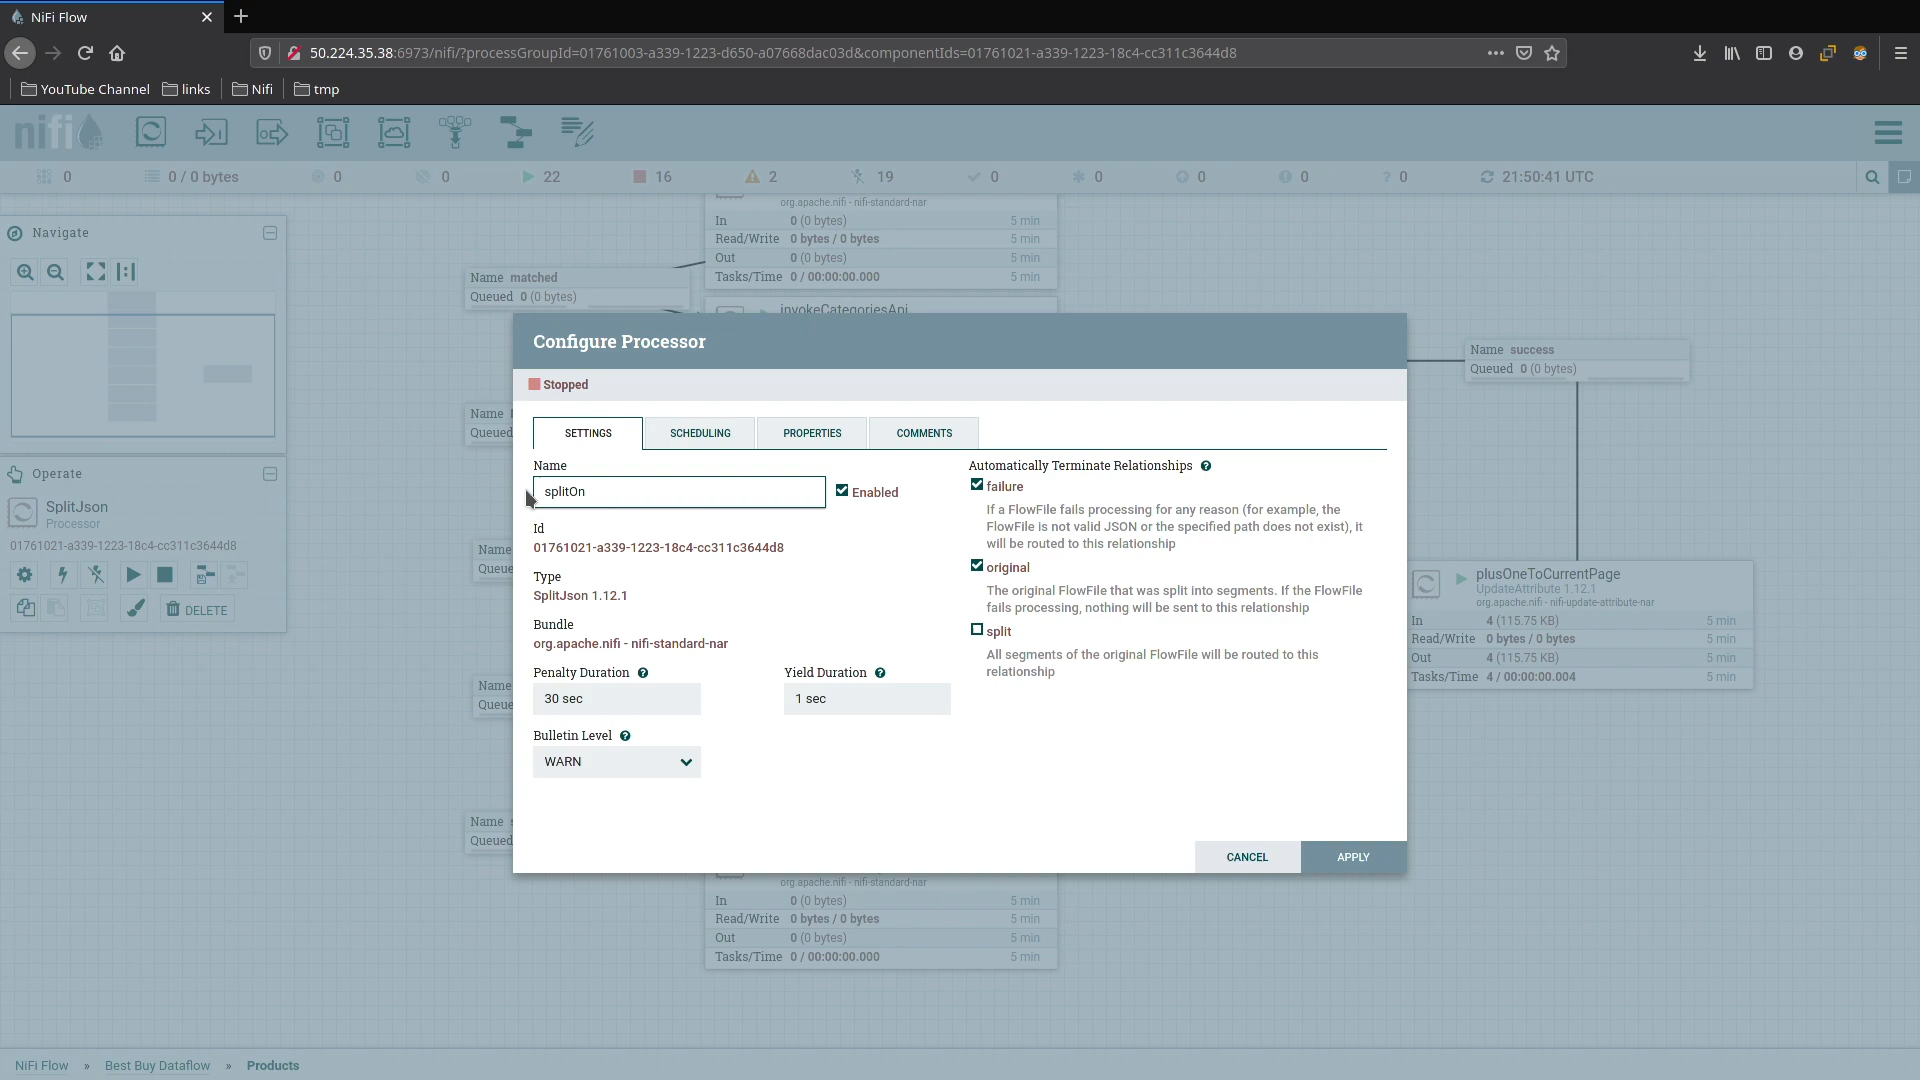 NiFi Flow
50.224.35.38:6973/nifi/?processGroupId=01761003-a339-1223-d650-a07668dac03d&componentIds=01761021-a339-1223-18c4-cc311c3644d8
YouTube Channel links Nifi tmp
nifi
0 0 / 0 bytes 0 0 22 16 2 19 0 0 0 0 ? 0 21:50:41 UTC
Navigate
Operate
SplitJson
Processor
01761021-a339-1223-18c4-cc311c3644d8
DELETE
org.apache.nifi - nifi-standard-nar
In 0 (0 bytes) 5 min
Read/Write 0 bytes / 0 bytes 5 min
Out 0 (0 bytes) 5 min
Tasks/Time 0 / 00:00:00.000 5 min
Name matched
Queued 0 (0 bytes)
invokeCategoriesApi
Name
Queued
Name
Name
Name
Queued
Configure Processor
Stopped
SETTINGS SCHEDULING PROPERTIES COMMENTS
Name
splitOn
Enabled
Id
01761021-a339-1223-18c4-cc311c3644d8
Type
SplitJson 1.12.1
Bundle
org.apache.nifi - nifi-standard-nar
Penalty Duration
30 sec
Yield Duration
1 sec
Bulletin Level
WARN
Automatically Terminate Relationships
failure
If a FlowFile fails processing for any reason (for example, the
FlowFile is not valid JSON or the specified path does not exist), it
will be routed to this relationship
original
The original FlowFile that was split into segments. If the FlowFile
fails processing, nothing will be sent to this relationship
split
All segments of the original FlowFile will be routed to this
relationship
CANCEL APPLY
Name success
Queued 0 (0 bytes)
plusOneToCurrentPage
UpdateAttribute 1.12.1
org.apache.nifi - nifi-update-attribute-nar
In 4 (115.75 KB) 5 min
Read/Write 0 bytes / 0 bytes 5 min
Out 4 (115.75 KB) 5 min
Tasks/Time 4 / 00:00:00.004 5 min
org.apache.nifi - nifi-standard-nar
In 0 (0 bytes) 5 min
Read/Write 0 bytes / 0 bytes 5 min
Out 0 (0 bytes) 5 min
Tasks/Time 0 / 00:00:00.000 5 min
NiFi Flow » Best Buy Dataflow » Products